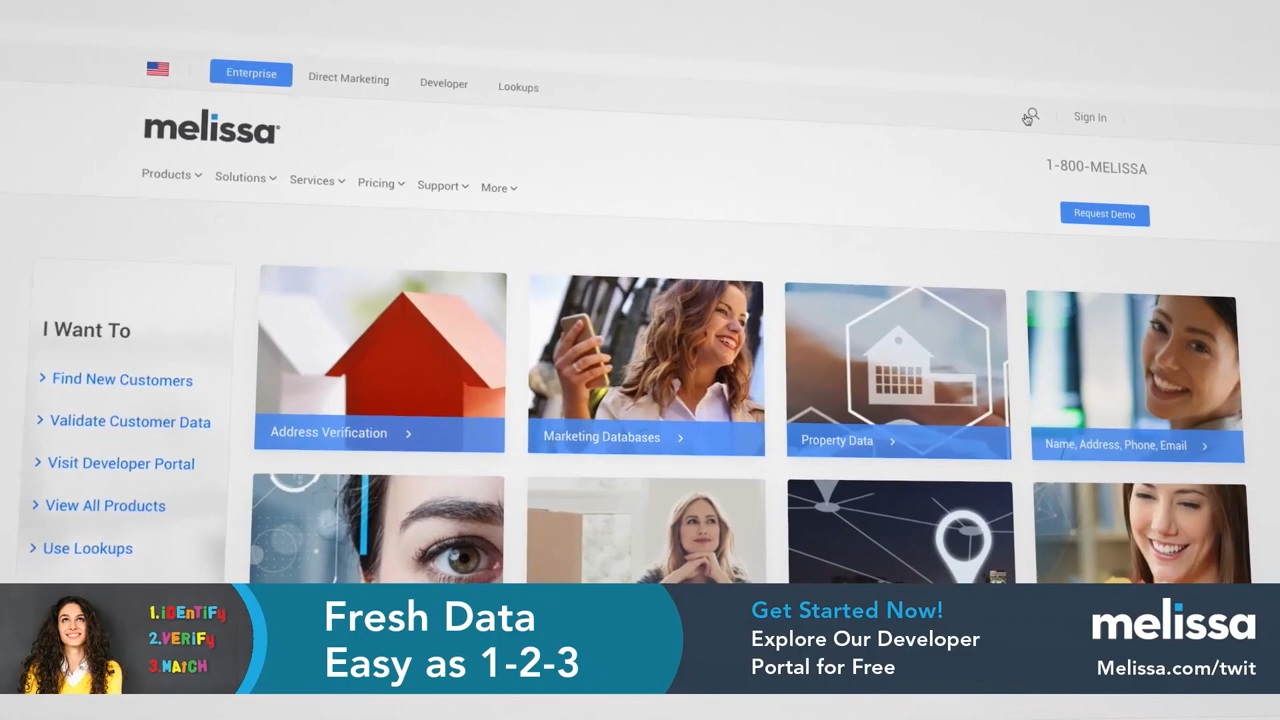 Enterprise
Direct Marketing
Developer
Lookups
melissa
Sign In
1-800-MELISSA
Products
Solutions
Services
Pricing
Support
More
Request Demo
I Want To
Find New Customers
Validate Customer Data
Visit Developer Portal
View All Products
Use Lookups
Address Verification
Marketing Databases
Property Data
Name, Address, Phone, Email
1.iDEnTiFy
2.VERiFy
3.MAtCH
Fresh Data
Easy as 1-2-3
Get Started Now!
Explore Our Developer
Portal for Free
melissa
Melissa.com/twit